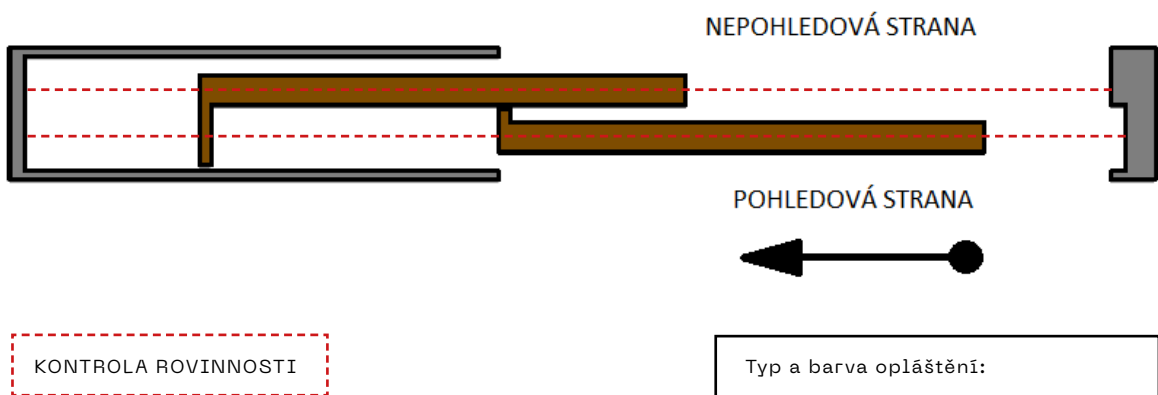 NEPOHLEDOVÁ STRANA
POHLEDOVÁ STRANA
KONTROLA ROVINNOSTI
Typ a barva opláštění: